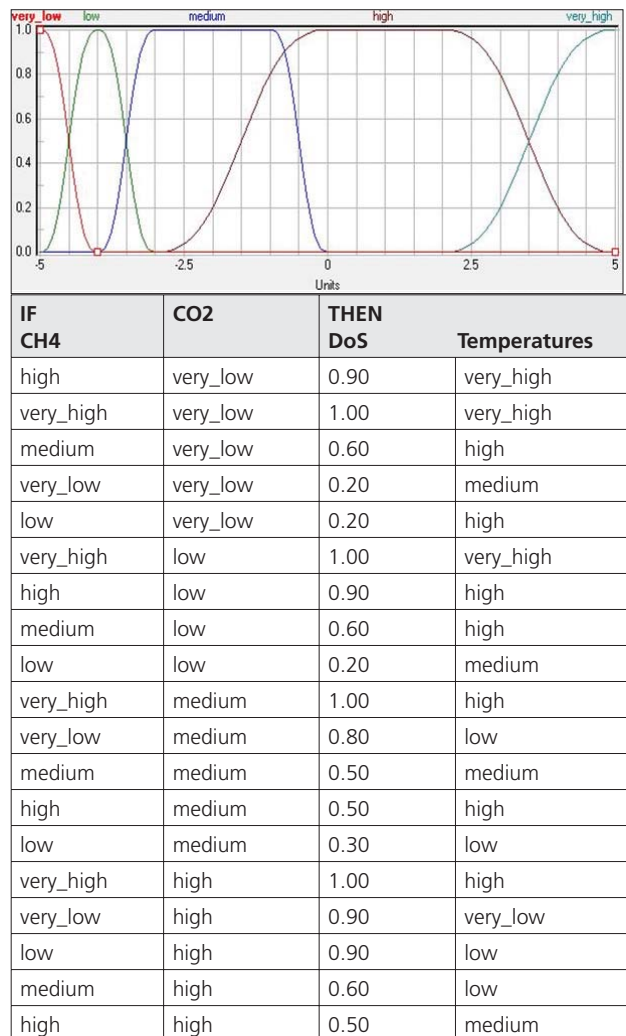 very_low low medium high very_high
1.0
0.8
0.6
0.4
0.2
0.0
-5 -2.5 0 2.5 5
Units
IF CO2 THEN
CH4 DoS Temperatures
high very_low 0.90 very_high
very_high very_low 1.00 very_high
medium very_low 0.60 high
very_low very_low 0.20 medium
low very_low 0.20 high
very_high low 1.00 very_high
high low 0.90 high
medium low 0.60 high
low low 0.20 medium
very_high medium 1.00 high
very_low medium 0.80 low
medium medium 0.50 medium
high medium 0.50 high
low medium 0.30 low
very_high high 1.00 high
very_low high 0.90 very_low
low high 0.90 low
medium high 0.60 low
high high 0.50 medium